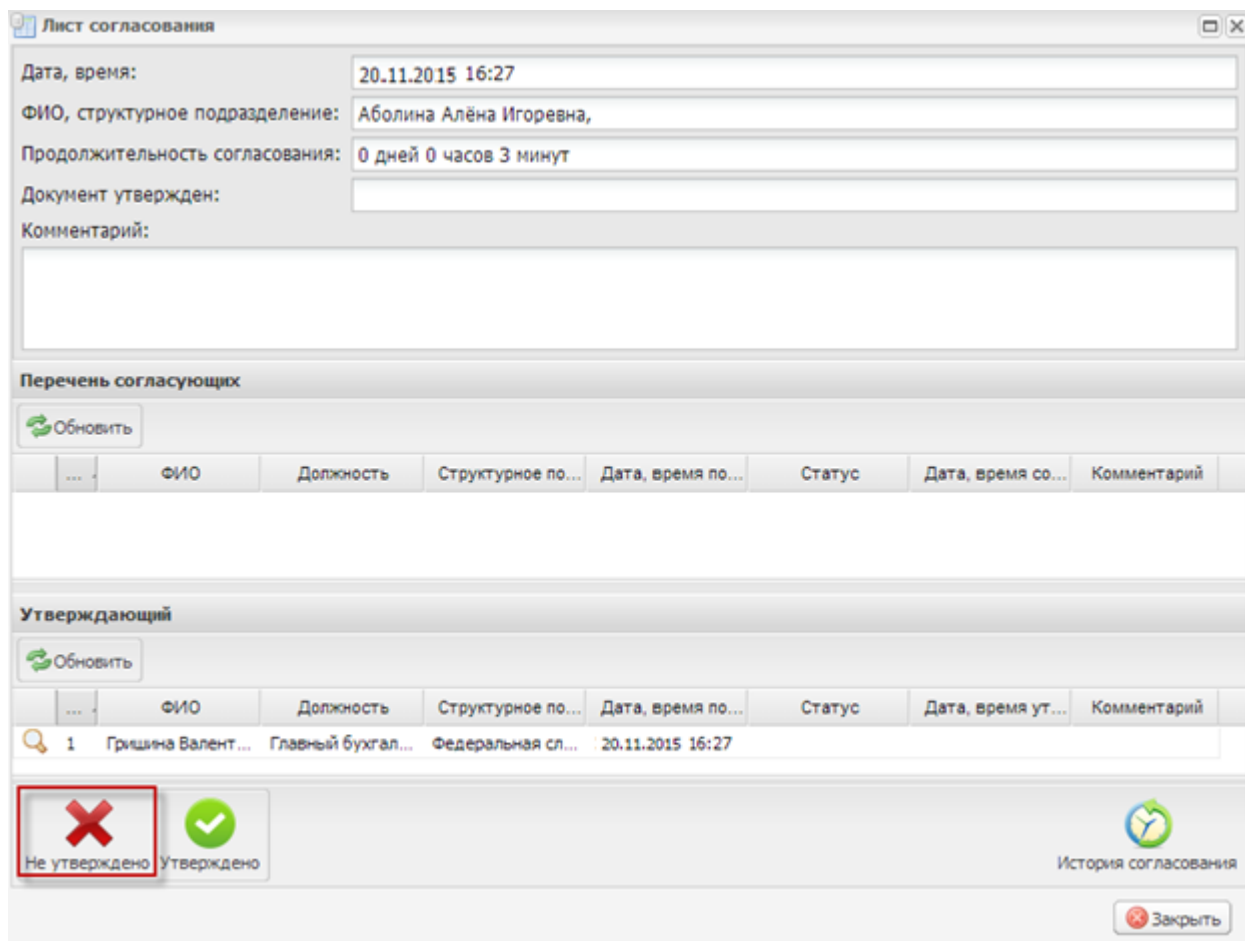 Лист согласования
Дата, время: 20.11.2015 16:27
ФИО, структурное подразделение: Аболина Алёна Игоревна,
Продолжительность согласования: 0 дней 0 часов 3 минут
Документ утвержден:
Комментарий:
Перечень согласующих
Обновить
... ФИО Должность Структурное по... Дата, время по... Статус Дата, время со... Комментарий
Утверждающий
Обновить
... ФИО Должность Структурное по... Дата, время по... Статус Дата, время ут... Комментарий
1 Гришина Валент... Главный бухгал... Федеральная сл... 20.11.2015 16:27
Не утверждено Утверждено История согласования
Закрыть